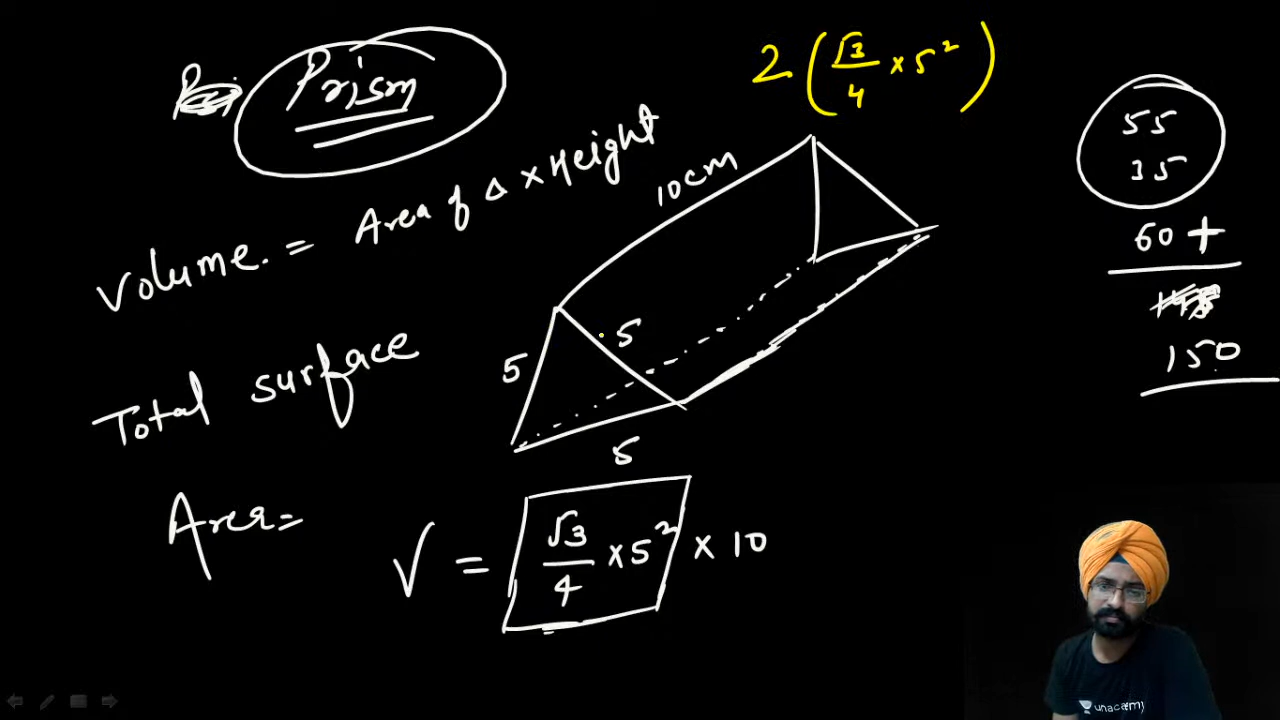 Prism
2 ( √3/4 × 5² )
55
35
60 +
150
Volume. = Area of Δ × Height
10cm
5
5
5
Total surface
Area =
V = √3/4 × 5² × 10
unacademy